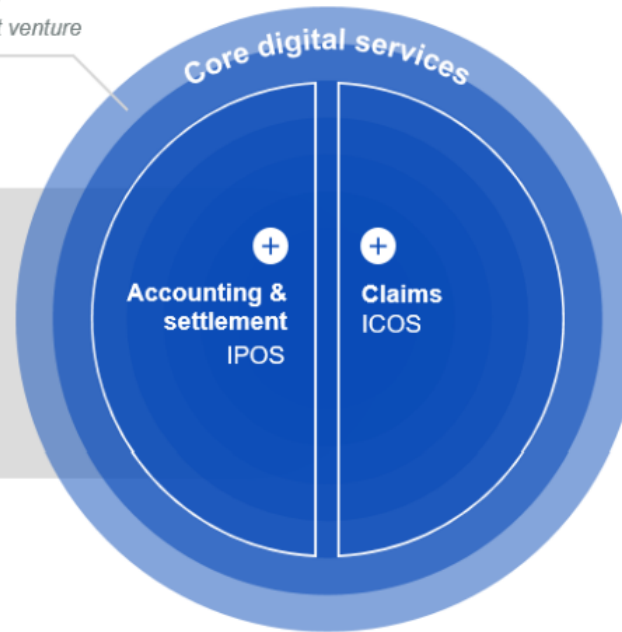 venture
Core digital services
Accounting &
settlement
IPOS
Claims
ICOS